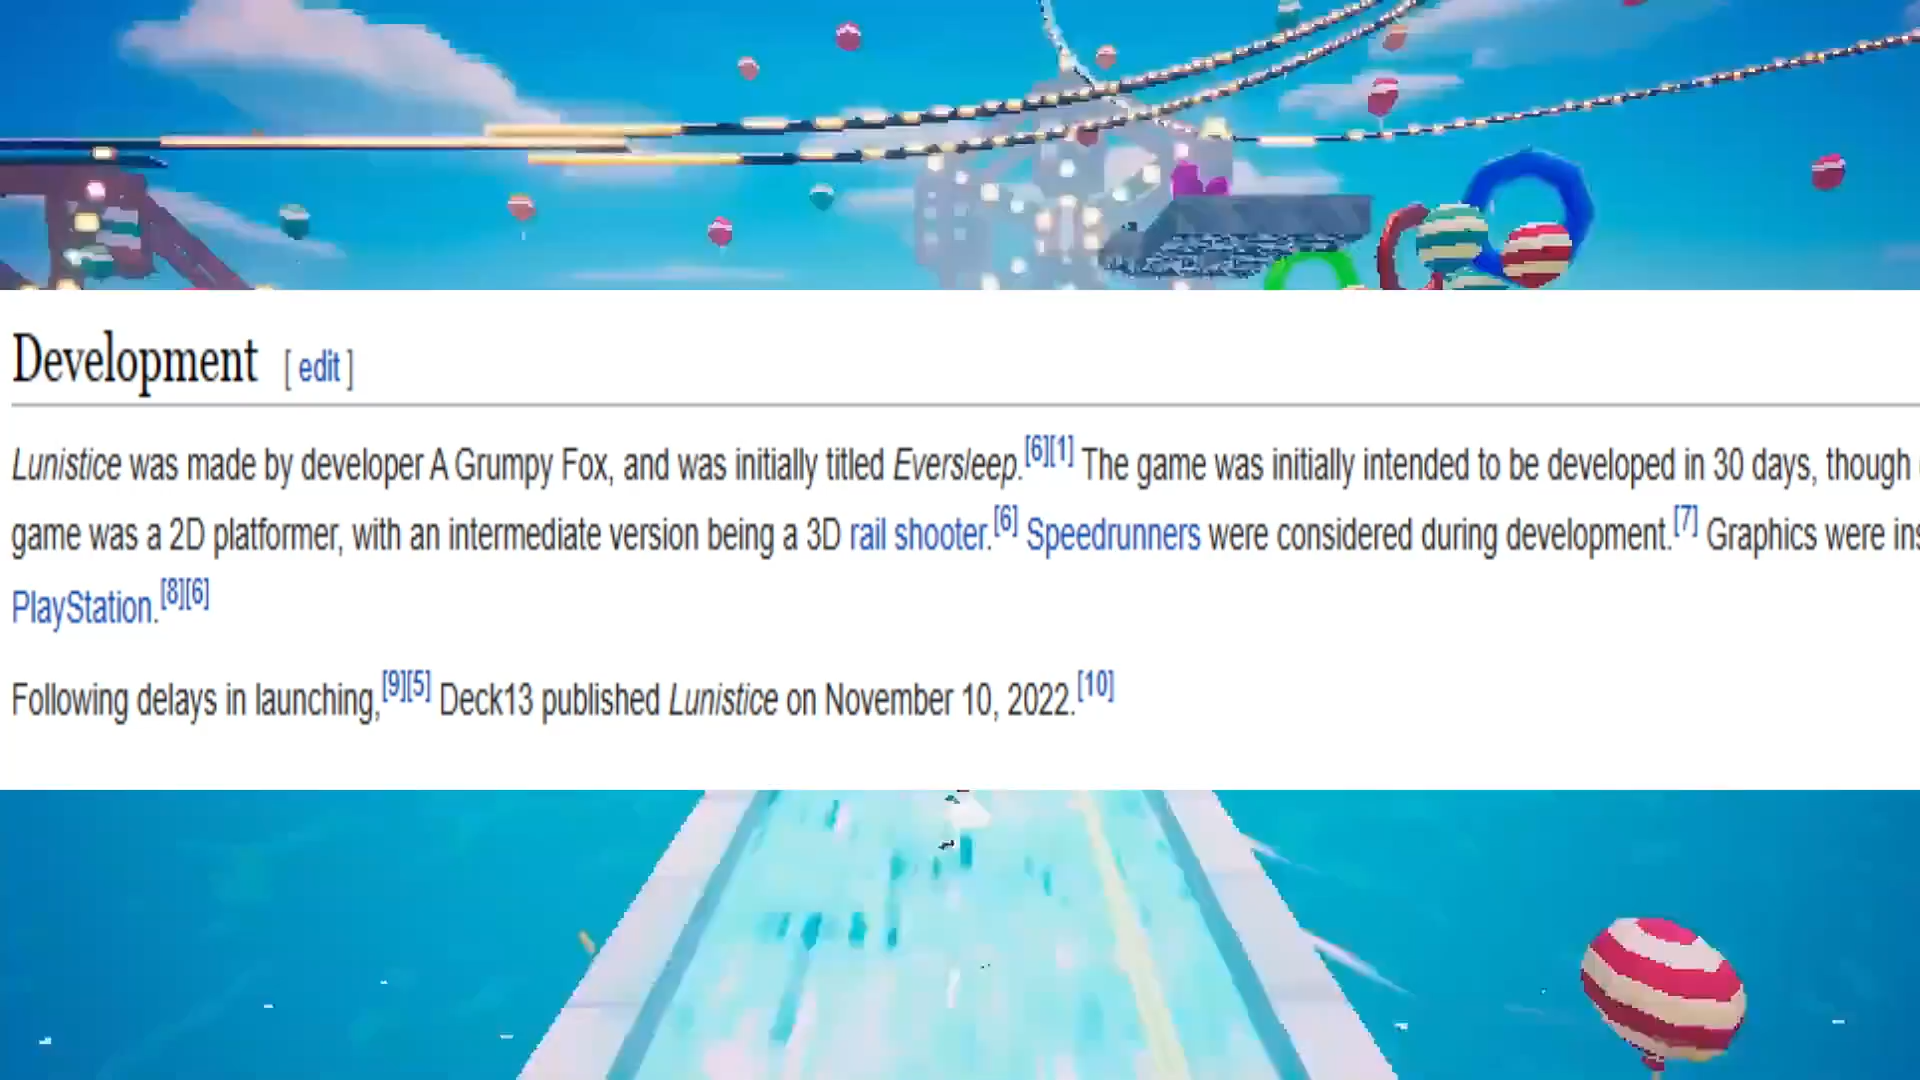 Development [ edit ]
Lunistice was made by developer A Grumpy Fox, and was initially titled Eversleep.[6][1] The game was initially intended to be developed in 30 days, though
game was a 2D platformer, with an intermediate version being a 3D rail shooter.[6] Speedrunners were considered during development.[7] Graphics were ins
PlayStation.[8][6]
Following delays in launching,[9][5] Deck13 published Lunistice on November 10, 2022.[10]